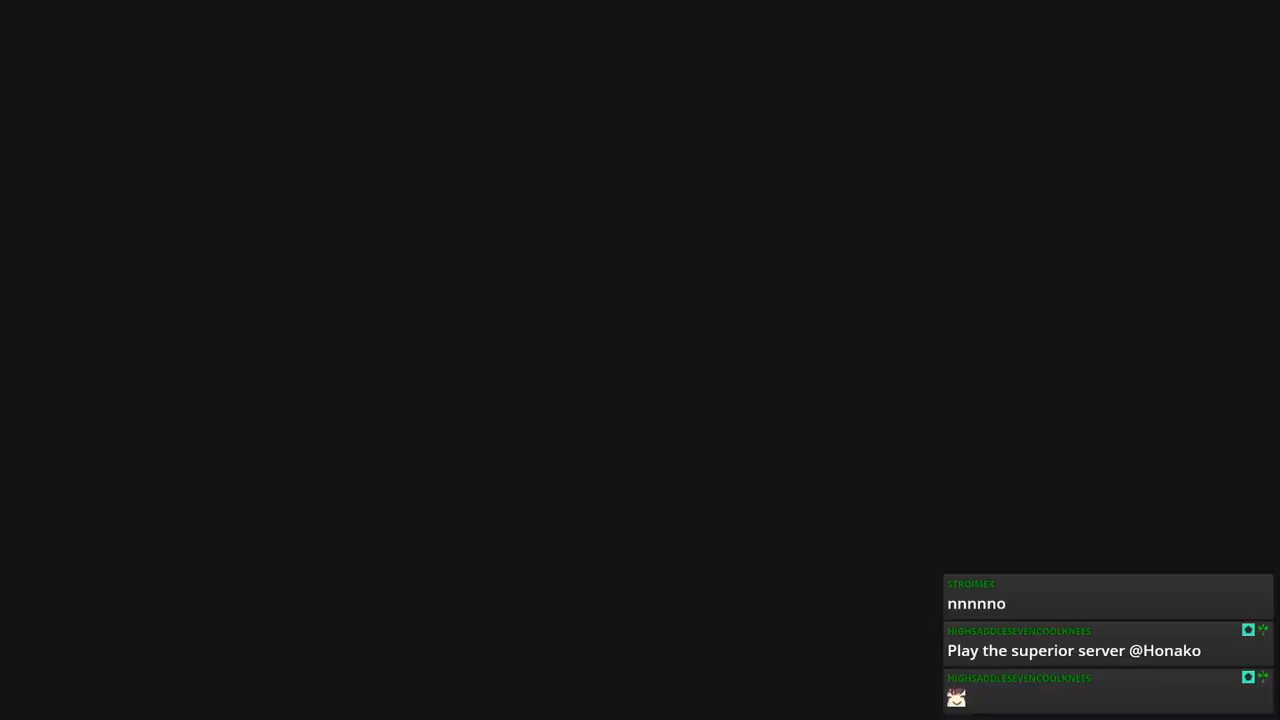 STROIMEX
nnnnno
HIGHSADDLESEVENCOOLKNEES
Play the superior server @Honako
HIGHSADDLESEVENCOOLKNEES